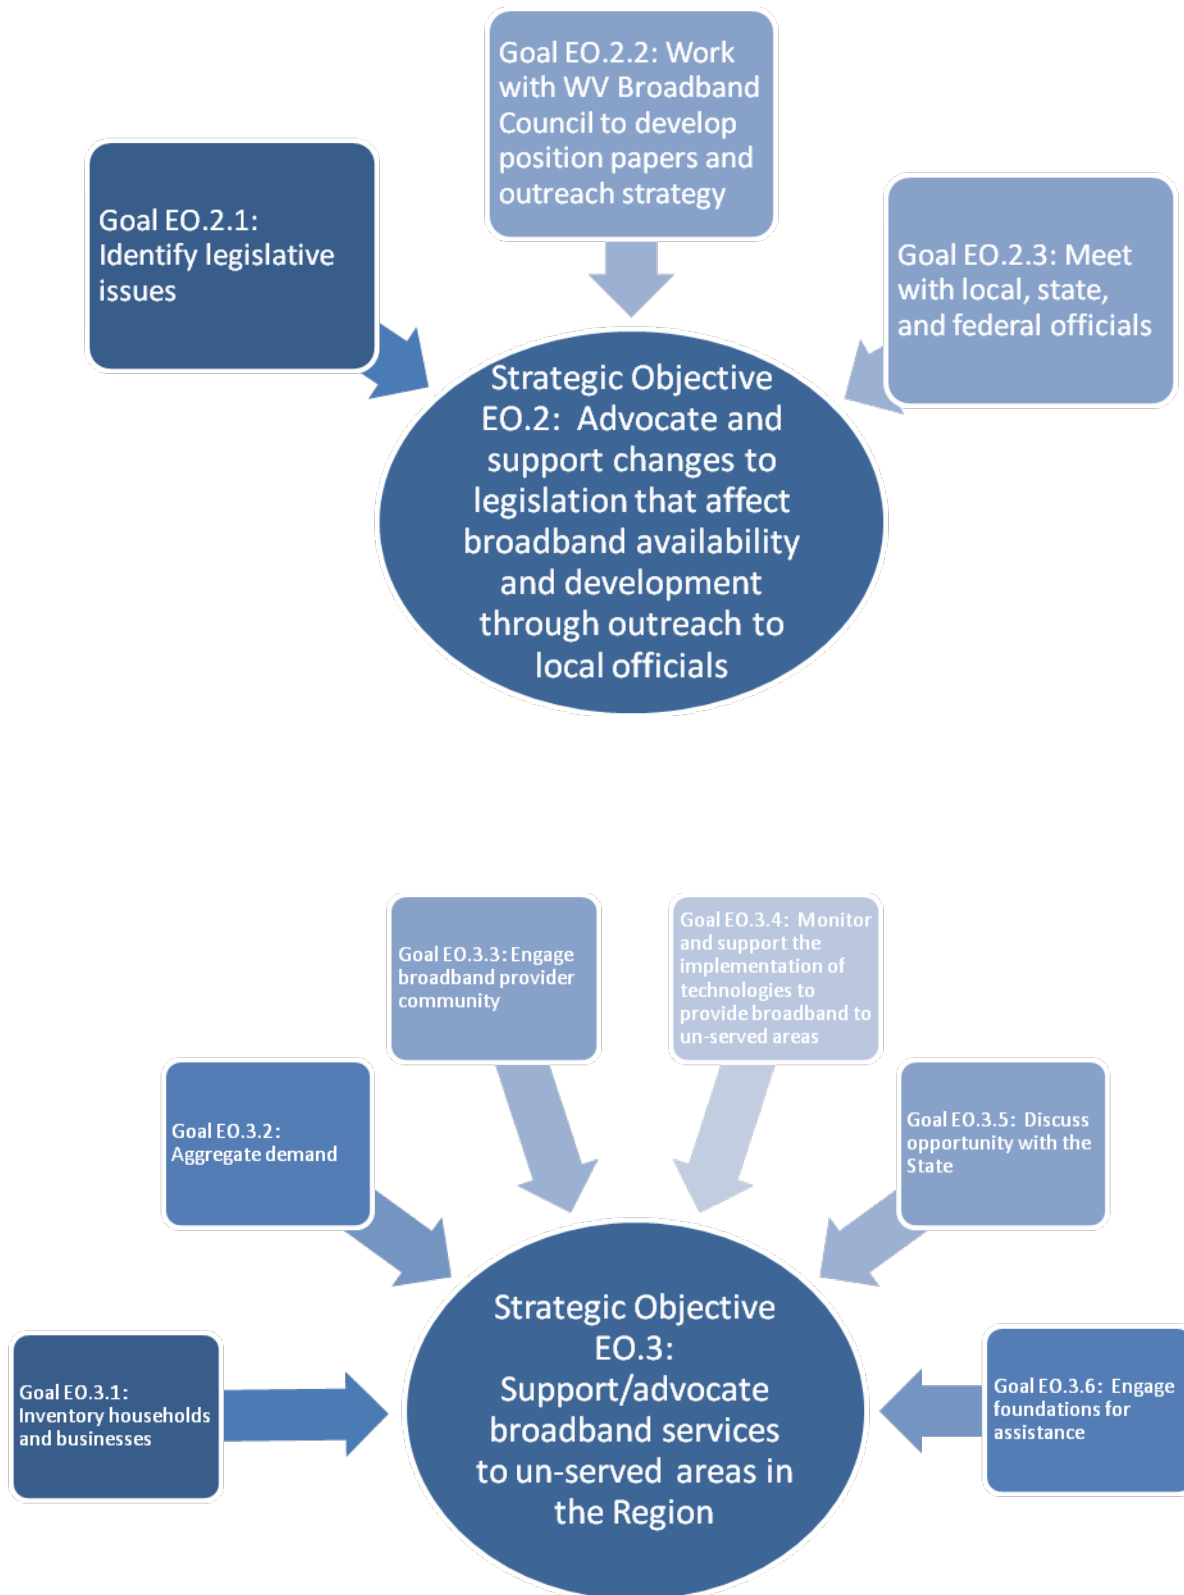 Goal EO.2.2: Work
with WV Broadband
Council to develop
position papers and
outreach strategy
Goal EO.2.1:
Identify legislative
issues
Goal EO.2.3: Meet
with local, state,
and federal officials
Strategic Objective
EO.2:  Advocate and
support changes to
legislation that affect
broadband availability
and development
through outreach to
local officials
Goal EO.3.3: Engage
broadband provider
community
Goal EO.3.4:  Monitor
and support the
implementation of
technologies to
provide broadband to
un-served areas
Goal EO.3.2:
Aggregate demand
Goal EO.3.5:  Discuss
opportunity with the
State
Goal EO.3.1:
Inventory households
and businesses
Strategic Objective
EO.3:
Support/advocate
broadband services
to un-served areas in
the Region
Goal EO.3.6:  Engage
foundations for
assistance